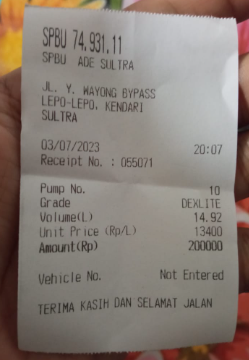 SPBU 74.931.11
SPBU ADE SULTRA
JL. Y. WAYONG BYPASS
LEPO-LEPO, KENDARI
SULTRA
03/07/2023 20:07
Receipt No. : 055071
Pump No. 10
Grade DEXLITE
Volume(L) 14.92
Unit Price (Rp/L) 13400
Amount(Rp) 200000
Vehicle No. Not Entered
TERIMA KASIH DAN SELAMAT JALAN